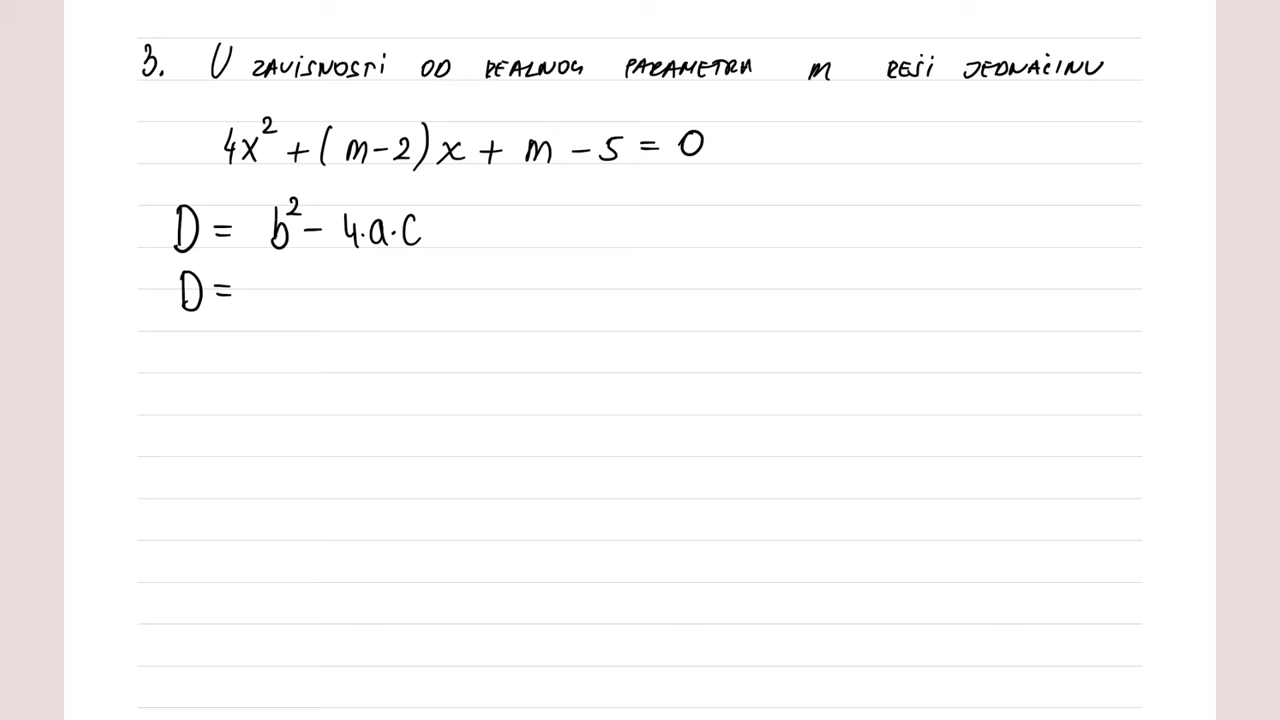 3. U ZAVISNOSTI OD REALNOG PARAMETRA m REŠI JEDNAČINU
4x² + (m-2)x + m - 5 = 0
D = b² - 4·a·c
D =